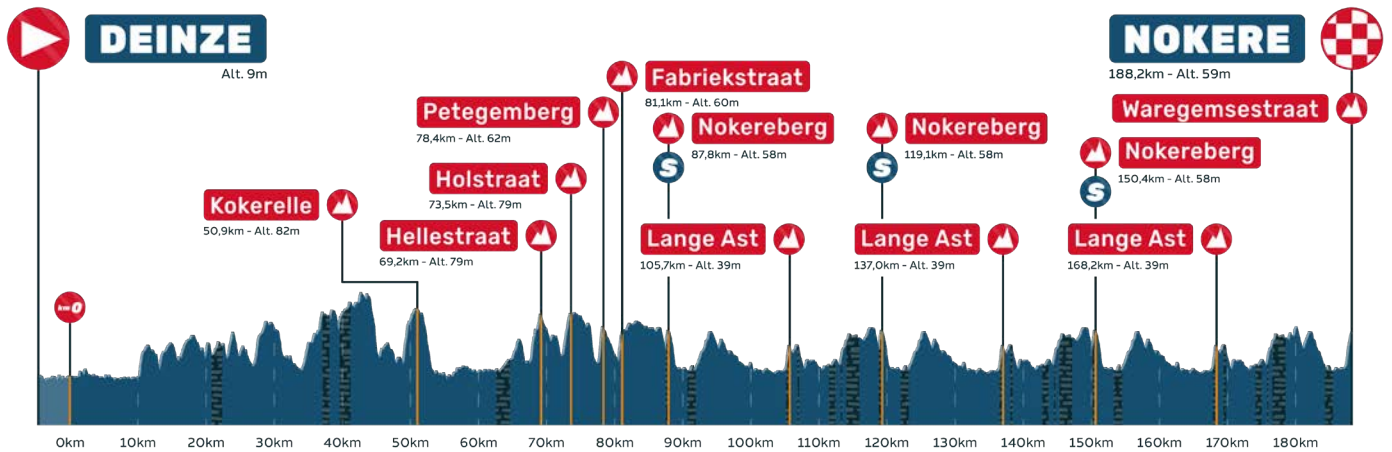 DEINZE
Alt. 9m
NOKERE
188,2km - Alt. 59m
Waregemsestraat
Fabriekstraat
81,1km - Alt. 60m
Petegemberg
78,4km - Alt. 62m
Nokereberg
87,8km - Alt. 58m
S
Nokereberg
119,1km - Alt. 58m
S
Nokereberg
150,4km - Alt. 58m
S
Holstraat
73,5km - Alt. 79m
Kokerelle
50,9km - Alt. 82m
Hellestraat
69,2km - Alt. 79m
Lange Ast
105,7km - Alt. 39m
Lange Ast
137,0km - Alt. 39m
Lange Ast
168,2km - Alt. 39m
km 0
0km 10km 20km 30km 40km 50km 60km 70km 80km 90km 100km 110km 120km 130km 140km 150km 160km 170km 180km